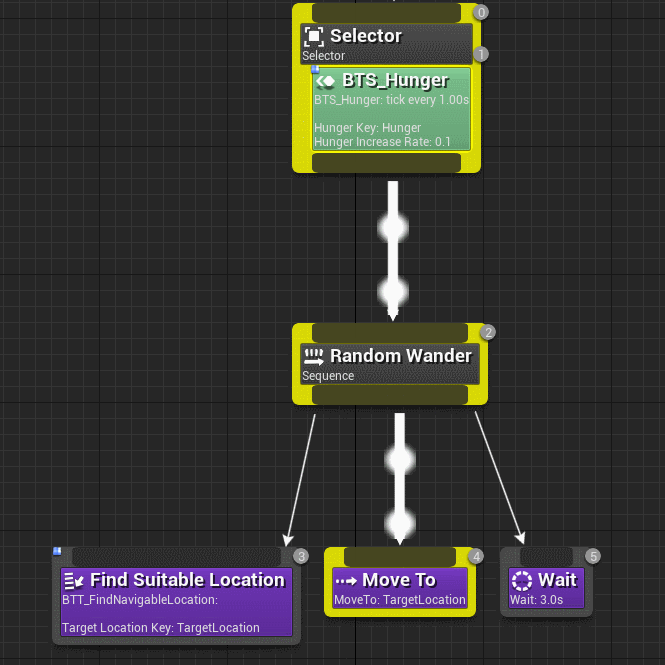 0
Selector
Selector
1
BTS_Hunger
BTS_Hunger: tick every 1.00s
Hunger Key: Hunger
Hunger Increase Rate: 0.1
2
Random Wander
Sequence
3
Find Suitable Location
BTT_FindNavigableLocation:
Target Location Key: TargetLocation
4
Move To
MoveTo: TargetLocation
5
Wait
Wait: 3.0s